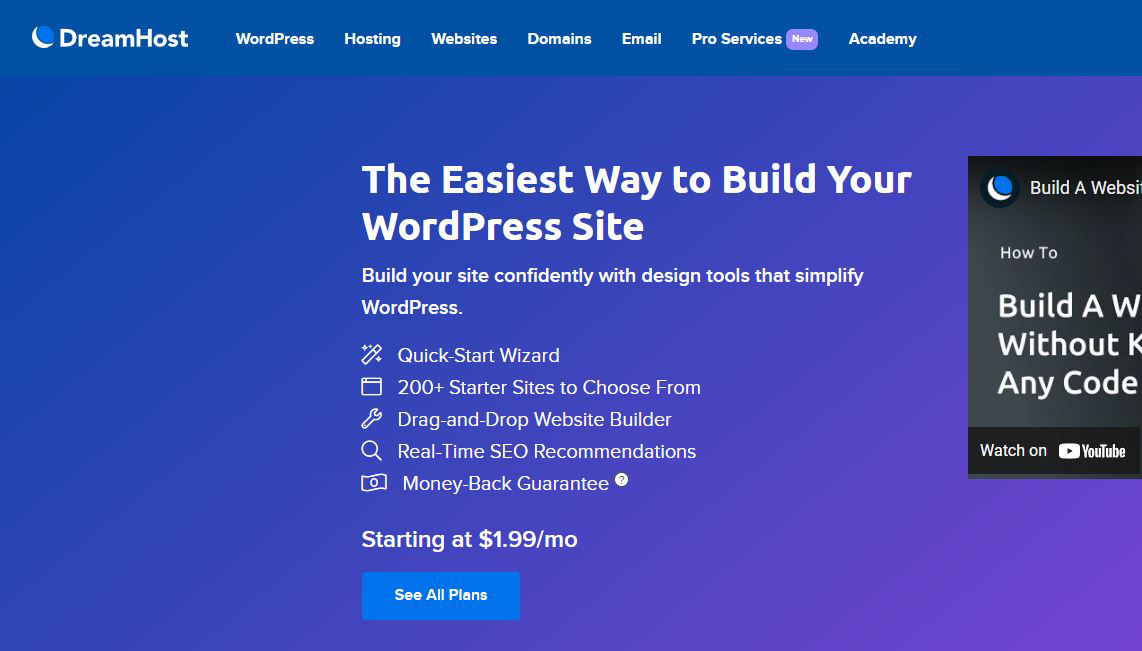 DreamHost
WordPress Hosting Websites Domains Email Pro Services New Academy
The Easiest Way to Build Your
WordPress Site
Build your site confidently with design tools that simplify
WordPress.
Quick-Start Wizard
200+ Starter Sites to Choose From
Drag-and-Drop Website Builder
Real-Time SEO Recommendations
Money-Back Guarantee ?
Starting at $1.99/mo
See All Plans
Build A Websi
How To
Build A W
Without K
Any Code
Watch on YouTube